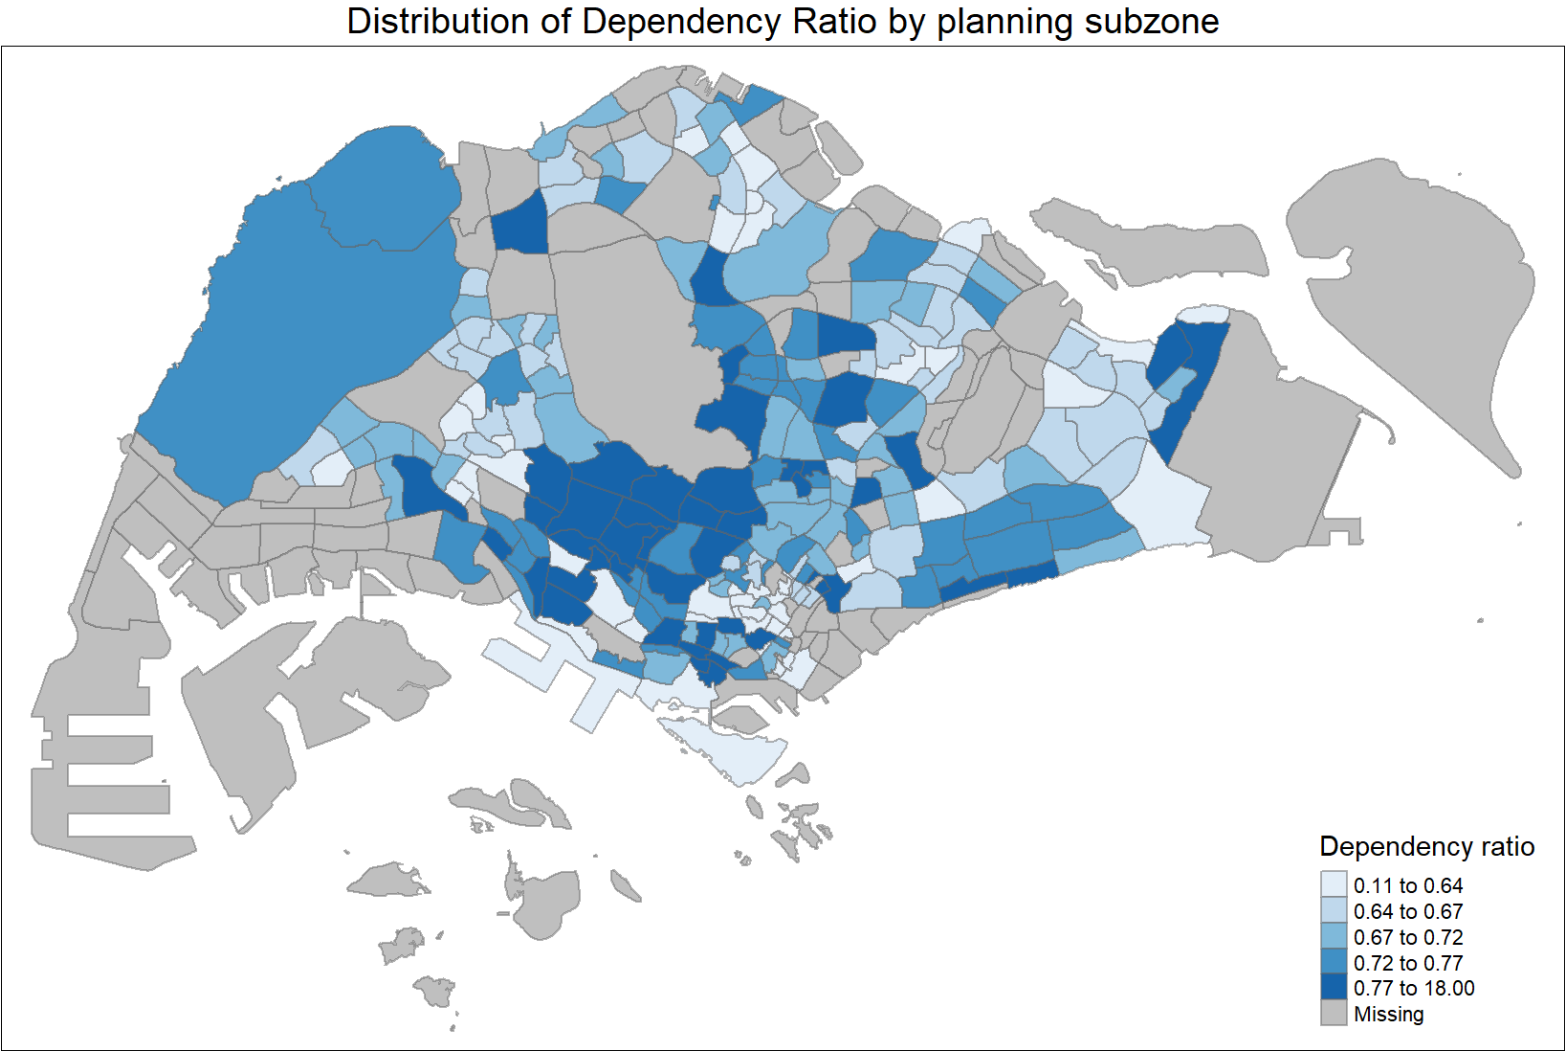 Distribution of Dependency Ratio by planning subzone
Dependency ratio
0.11 to 0.64
0.64 to 0.67
0.67 to 0.72
0.72 to 0.77
0.77 to 18.00
Missing